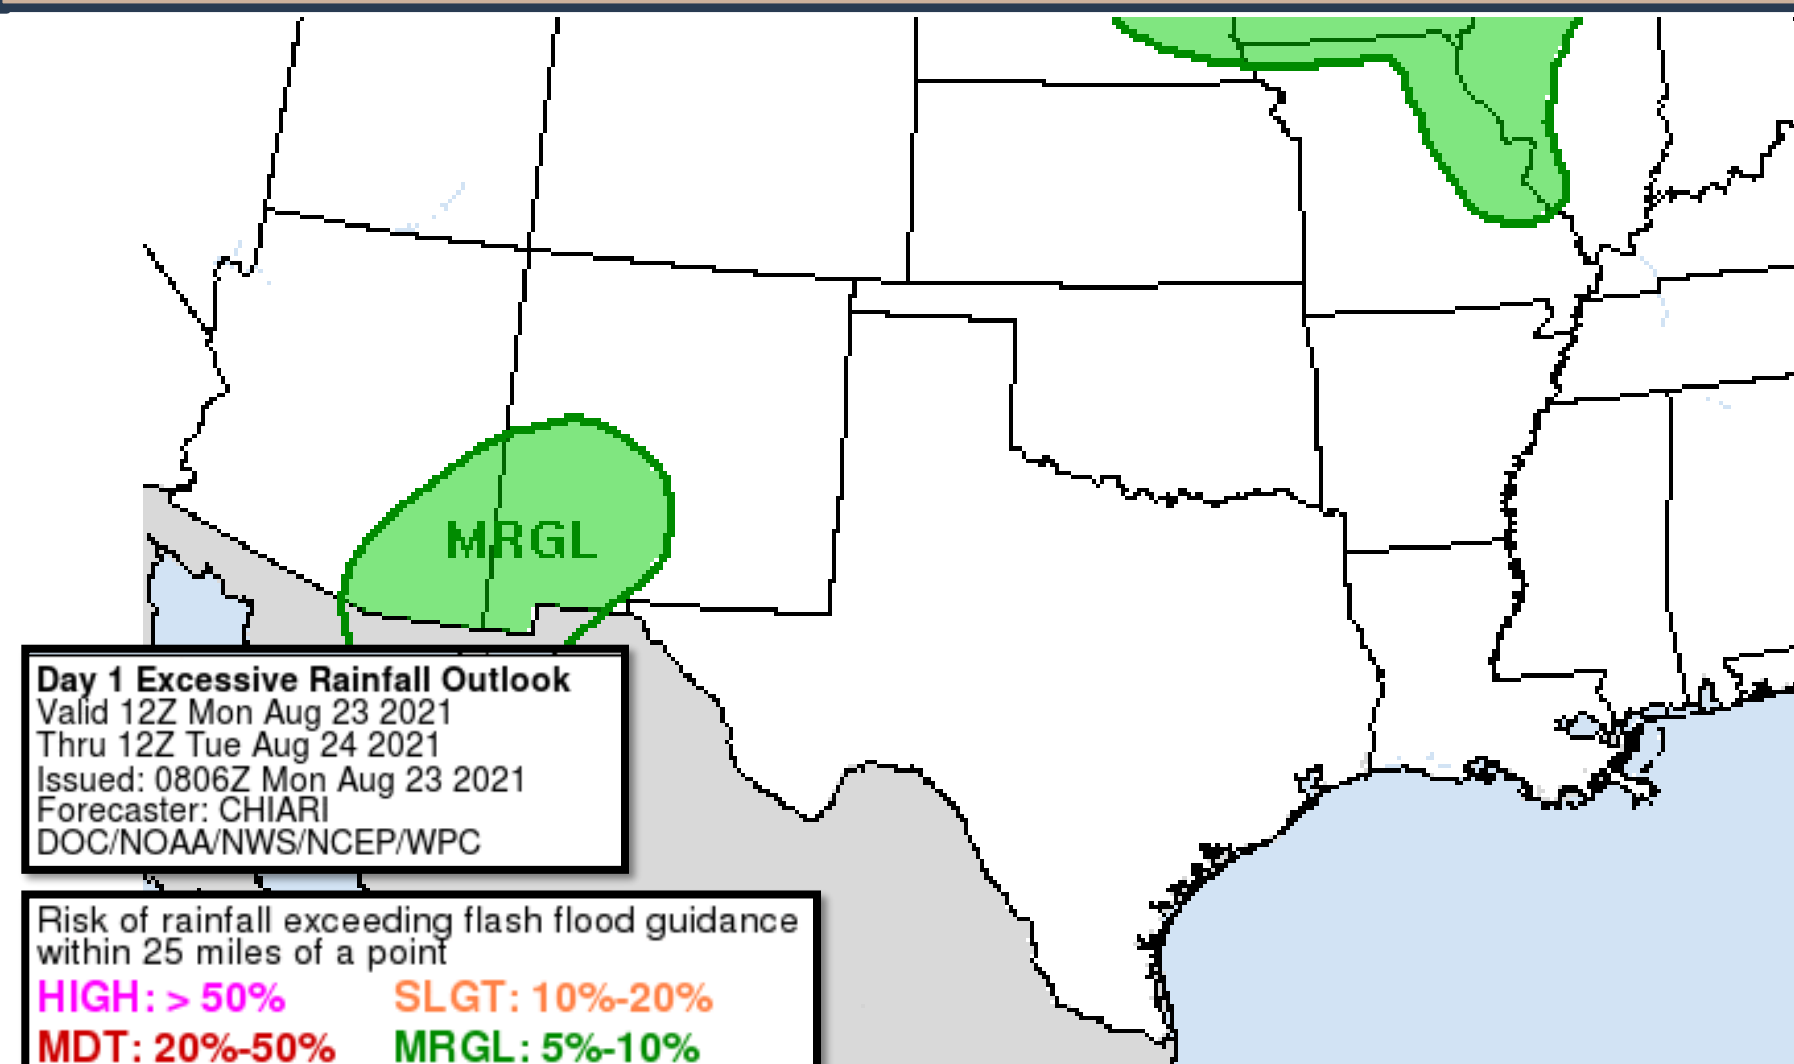 MRGL
Day 1 Excessive Rainfall Outlook
Valid 12Z Mon Aug 23 2021
Thru 12Z Tue Aug 24 2021
Issued: 0806Z Mon Aug 23 2021
Forecaster: CHIARI
DOC/NOAA/NWS/NCEP/WPC
Risk of rainfall exceeding flash flood guidance
within 25 miles of a point
HIGH: > 50% SLGT: 10%-20%
MDT: 20%-50% MRGL: 5%-10%